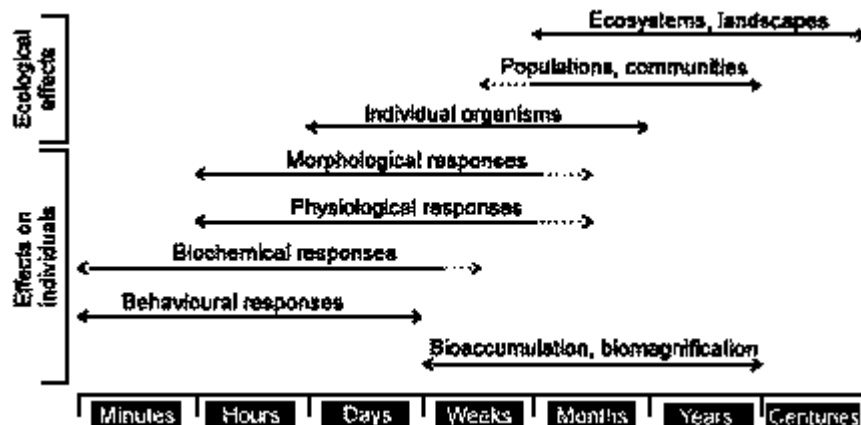 Ecosystems, landscapes
Populations, communities
Individual organisms
Morphological responses
Physiological responses
Biochemical responses
Behavioural responses
Bioaccumulation, biomagnification
Ecological
effects
Effects on
individuals
Minutes Hours Days Weeks Months Years Centuries